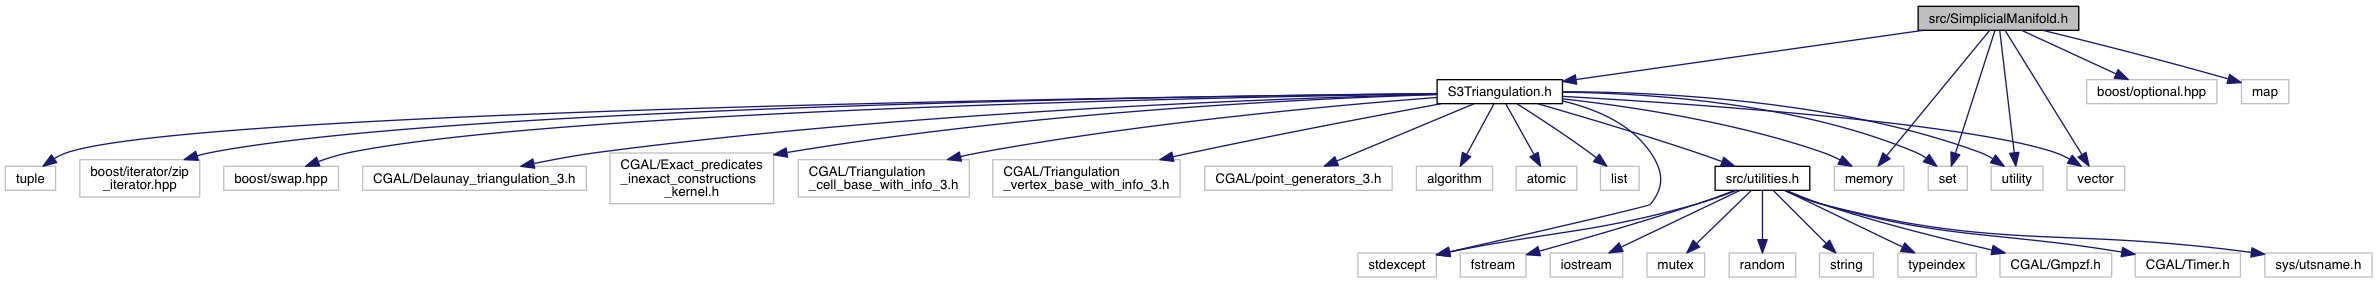 src/SimplicialManifold.h
S3Triangulation.h
boost/optional.hpp
map
tuple
boost/iterator/zip
_iterator.hpp
boost/swap.hpp
CGAL/Delaunay_triangulation_3.h
CGAL/Exact_predicates
_inexact_constructions
_kernel.h
CGAL/Triangulation
_cell_base_with_info_3.h
CGAL/Triangulation
_vertex_base_with_info_3.h
CGAL/point_generators_3.h
algorithm
atomic
list
src/utilities.h
memory
set
utility
vector
stdexcept
fstream
iostream
mutex
random
string
typeindex
CGAL/Gmpzf.h
CGAL/Timer.h
sys/utsname.h